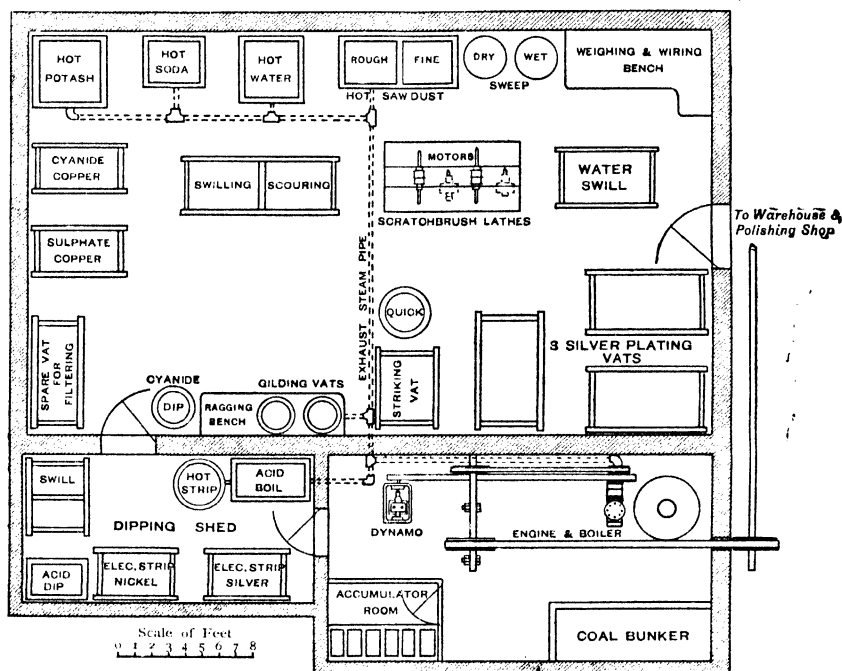 HOT
POTASH
HOT
SODA
HOT
WATER
ROUGH
FINE
HOT SAW DUST
DRY
WET
SWEEP
WEIGHING & WIRING
BENCH
CYANIDE
COPPER
SWILLING
SCOURING
MOTORS
SCRATCHBRUSH LATHES
WATER
SWILL
To Warehouse &
Polishing Shop
SULPHATE
COPPER
EXHAUST STEAM PIPE
QUICK
3 SILVER PLATING
VATS
SPARE VAT
FOR
FILTERING
CYANIDE
DIP
GILDING VATS
RAGGING
BENCH
STRIKING
VAT
SWILL
HOT
STRIP
ACID
BOIL
DIPPING SHED
DYNAMO
ENGINE & BOILER
ACID
DIP
ELEC. STRIP
NICKEL
ELEC. STRIP
SILVER
ACCUMULATOR
ROOM
COAL BUNKER
Scale of Feet
0 1 2 3 4 5 6 7 8